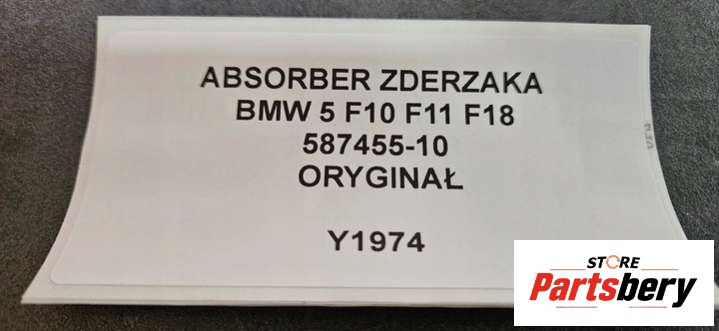 ABSORBER ZDERZAKA
BMW 5 F10 F11 F18
587455-10
ORYGINAŁ
Y1974
STORE
Partsbery